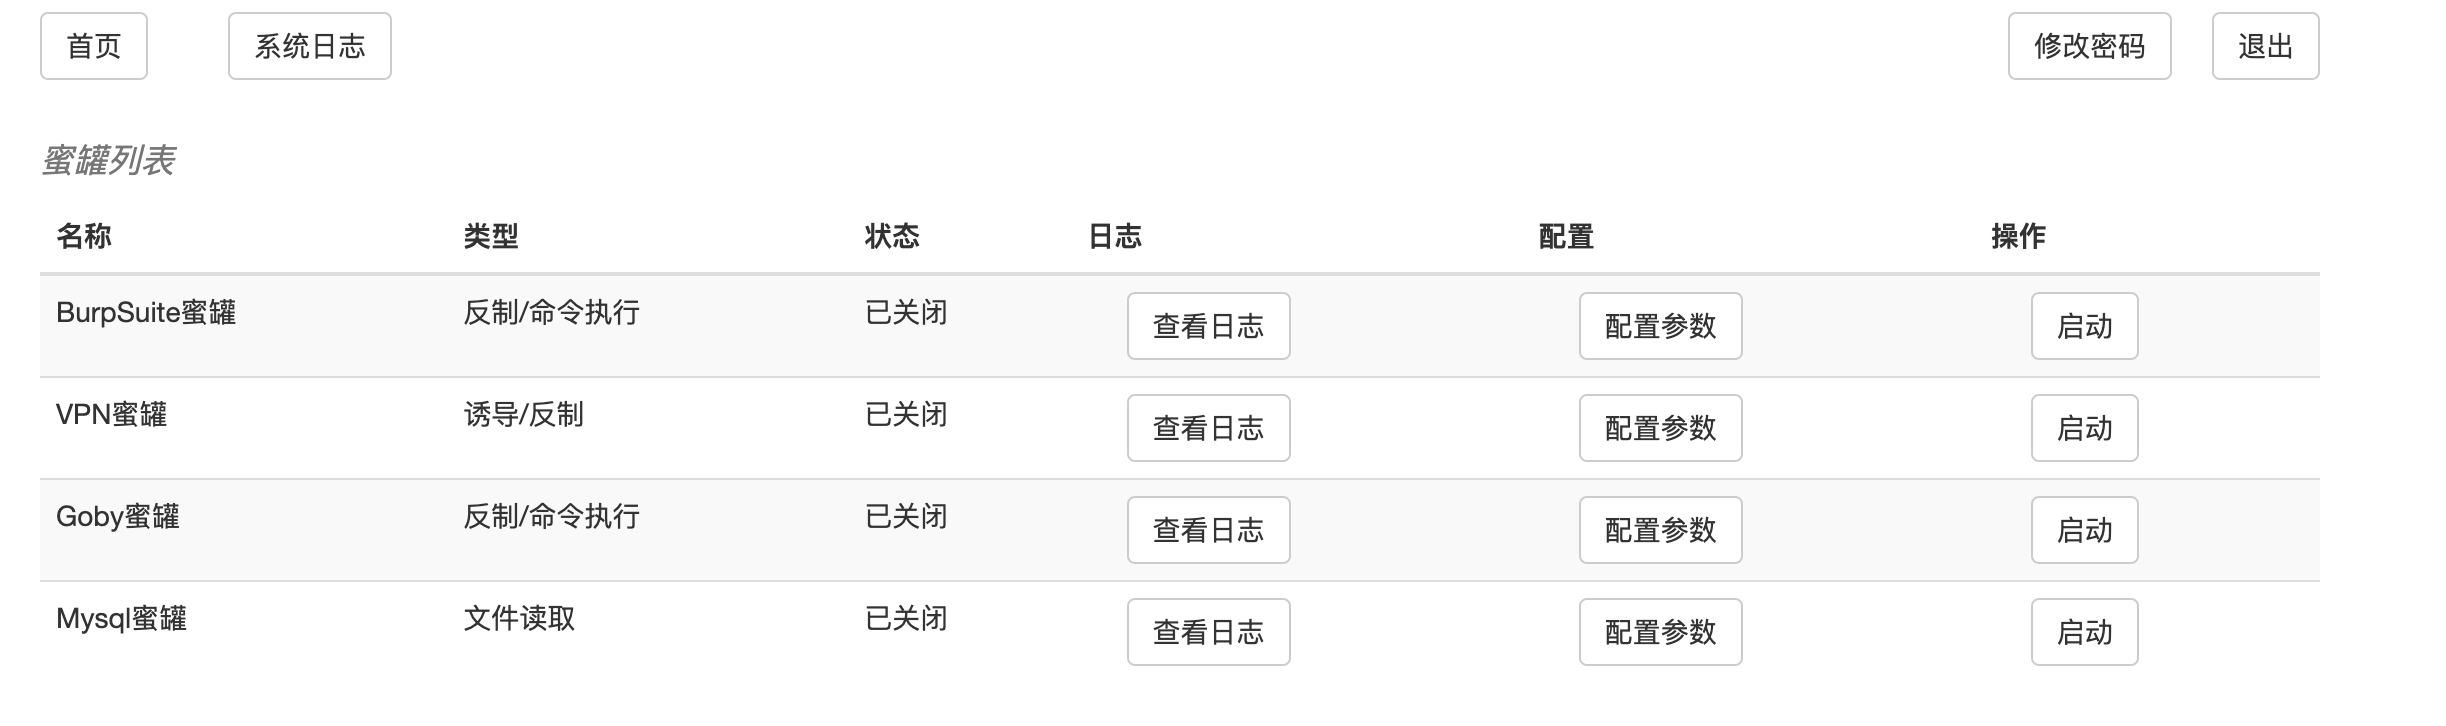 首页 系统日志 修改密码 退出
蜜罐列表
名称 类型 状态 日志 配置 操作
BurpSuite蜜罐 反制/命令执行 已关闭 查看日志 配置参数 启动
VPN蜜罐 诱导/反制 已关闭 查看日志 配置参数 启动
Goby蜜罐 反制/命令执行 已关闭 查看日志 配置参数 启动
Mysql蜜罐 文件读取 已关闭 查看日志 配置参数 启动